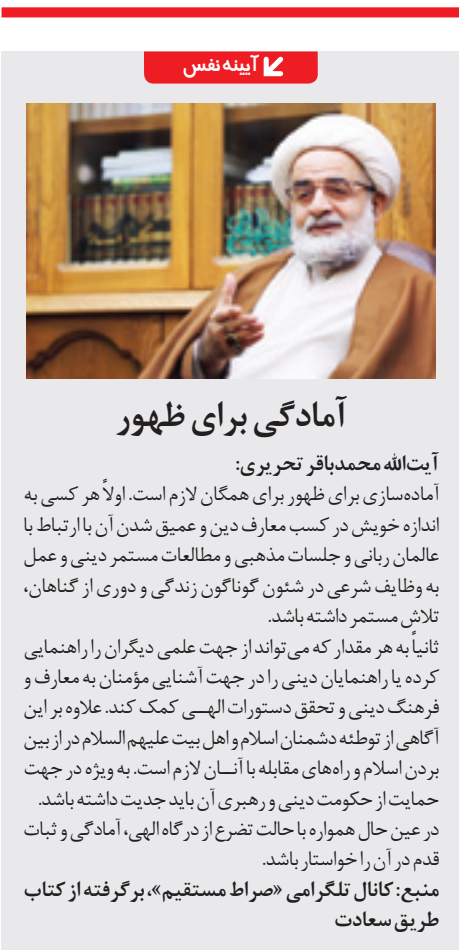 آیینه نفس
آمادگی برای ظهور
آیت‌الله محمدباقر تحریری:
آماده‌سازی برای ظهور برای همگان لازم است. اولاً هر کسی به
اندازه خویش در کسب معارف دین و عمیق شدن آن با ارتباط با
عالمان ربانی و جلسات مذهبی و مطالعات مستمر دینی و عمل
به وظایف شرعی در شئون گوناگون زندگی و دوری از گناهان،
تلاش مستمر داشته باشد.
ثانیاً به هر مقدار که می‌تواند از جهت علمی دیگران را راهنمایی
کرده یا راهنمایان دینی را در جهت آشنایی مؤمنان به معارف و
فرهنگ دینی و تحقق دستورات الهــی کمک کند. علاوه بر این
آگاهی از توطئه دشمنان اسلام و اهل بیت علیهم السلام در از بین
بردن اسلام و راه‌های مقابله با آنــان لازم است. به ویژه در جهت
حمایت از حکومت دینی و رهبری آن باید جدیت داشته باشد.
در عین حال همواره با حالت تضرع از درگاه الهی، آمادگی و ثبات
قدم در آن را خواستار باشد.
منبع: کانال تلگرامی «صراط مستقیم»، برگرفته از کتاب
طریق سعادت